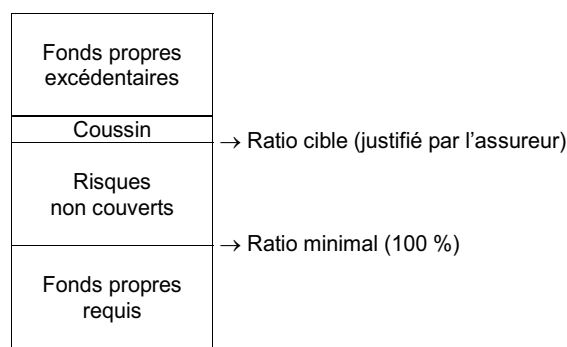 Fonds propres
excédentaires
Coussin
→ Ratio cible (justifié par l’assureur)
Risques
non couverts
→ Ratio minimal (100 %)
Fonds propres
requis